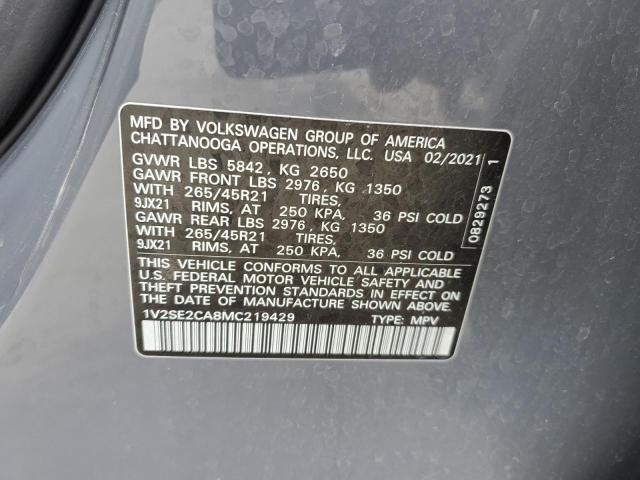 MFD BY VOLKSWAGEN GROUP OF AMERICA
CHATTANOOGA OPERATIONS, LLC. USA 02/2021
GVWR LBS 5842, KG 2650
GAWR FRONT LBS 2976, KG 1350
WITH 265/45R21 TIRES,
9JX21 RIMS, AT 250 KPA, 36 PSI COLD
GAWR REAR LBS 2976, KG 1350
WITH 265/45R21 TIRES,
9JX21 RIMS, AT 250 KPA, 36 PSI COLD
THIS VEHICLE CONFORMS TO ALL APPLICABLE
U.S. FEDERAL MOTOR VEHICLE SAFETY AND
THEFT PREVENTION STANDARDS IN EFFECT ON
THE DATE OF MANUFACTURE SHOWN ABOVE.
1V2SE2CA8MC219429 TYPE: MPV
0829273 1